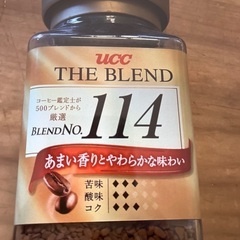 UCC
THE BLEND
コーヒー鑑定士が
500ブレンドから
厳選
BLEND NO. 114
あまい香りとやわらかな味わい
苦味
酸味
コク